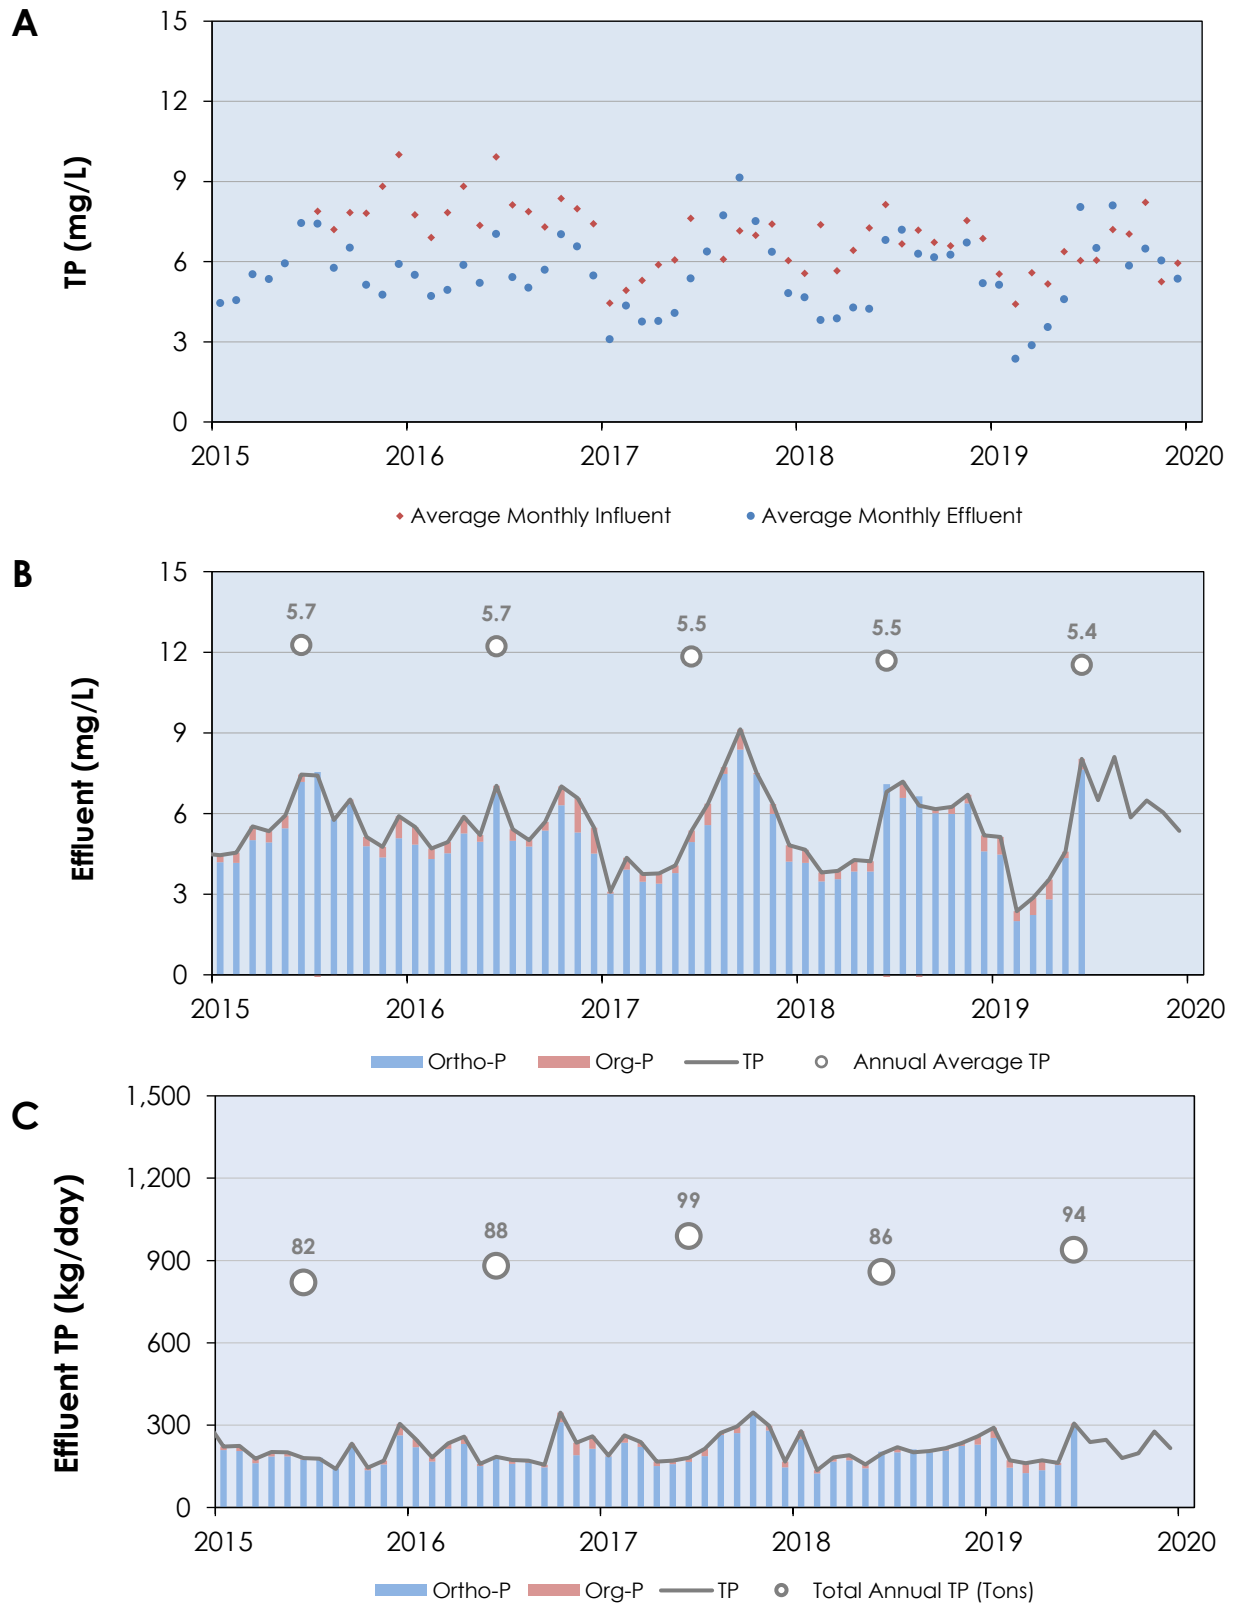 A
TP (mg/L)
15
12
9
6
3
0
2015 2016 2017 2018 2019 2020
Average Monthly Influent Average Monthly Effluent
B
Effluent (mg/L)
15
12
9
6
3
0
5.7 5.7 5.5 5.5 5.4
2015 2016 2017 2018 2019 2020
Ortho-P Org-P TP Annual Average TP
C
Effluent TP (kg/day)
1,500
1,200
900
600
300
0
82 88 99 86 94
2015 2016 2017 2018 2019 2020
Ortho-P Org-P TP Total Annual TP (Tons)